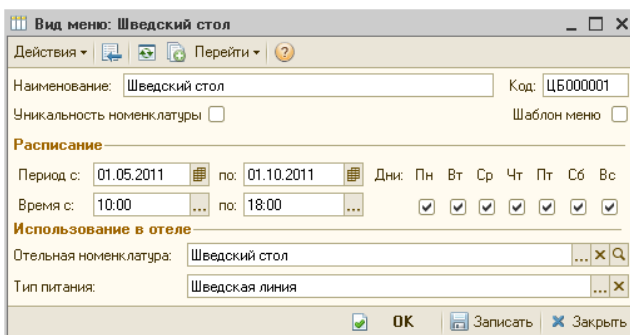 Вид меню: Шведский стол
Действия Перейти
Наименование: Шведский стол Код: ЦБ000001
Уникальность номенклатуры Шаблон меню
Расписание
Период с: 01.05.2011 по: 01.10.2011 Дни: Пн Вт Ср Чт Пт Сб Вс
Время с: 10:00 ... по: 18:00 ...
Использование в отеле
Отельная номенклатура: Шведский стол ...
Тип питания: Шведская линия ...
OK Записать Закрыть